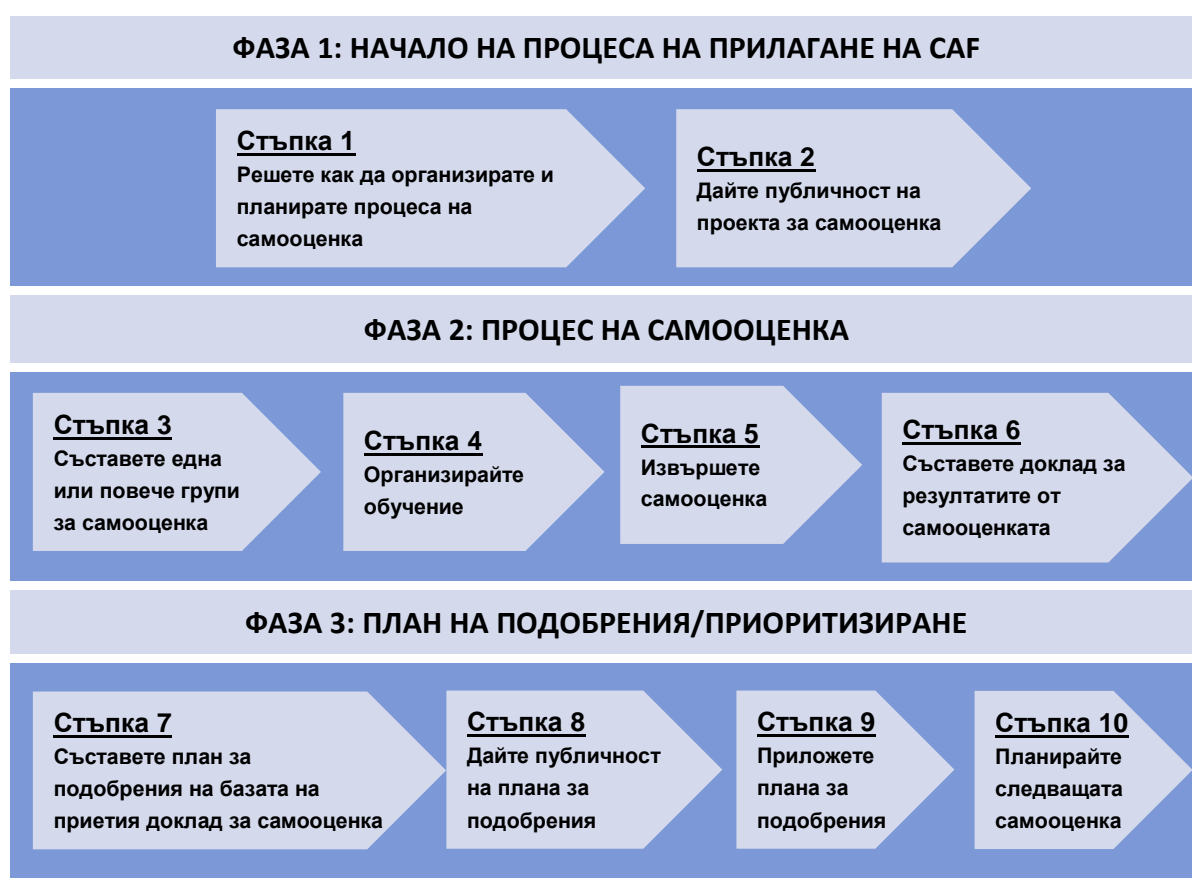 ФАЗА 1: НАЧАЛО НА ПРОЦЕСА НА ПРИЛАГАНЕ НА CAF
Стъпка 1
Решете как да организирате и
планирате процеса на
самооценка
Стъпка 2
Дайте публичност на
проекта за самооценка
ФАЗА 2: ПРОЦЕС НА САМООЦЕНКА
Стъпка 3
Съставете една
или повече групи
за самооценка
Стъпка 4
Организирайте
обучение
Стъпка 5
Извършете
самооценка
Стъпка 6
Съставете доклад за
резултатите от
самооценката
ФАЗА 3: ПЛАН НА ПОДОБРЕНИЯ/ПРИОРИТИЗИРАНЕ
Стъпка 7
Съставете план за
подобрения на базата на
приетия доклад за самооценка
Стъпка 8
Дайте публичност
на плана за
подобрения
Стъпка 9
Приложете
плана за
подобрения
Стъпка 10
Планирайте
следващата
самооценка